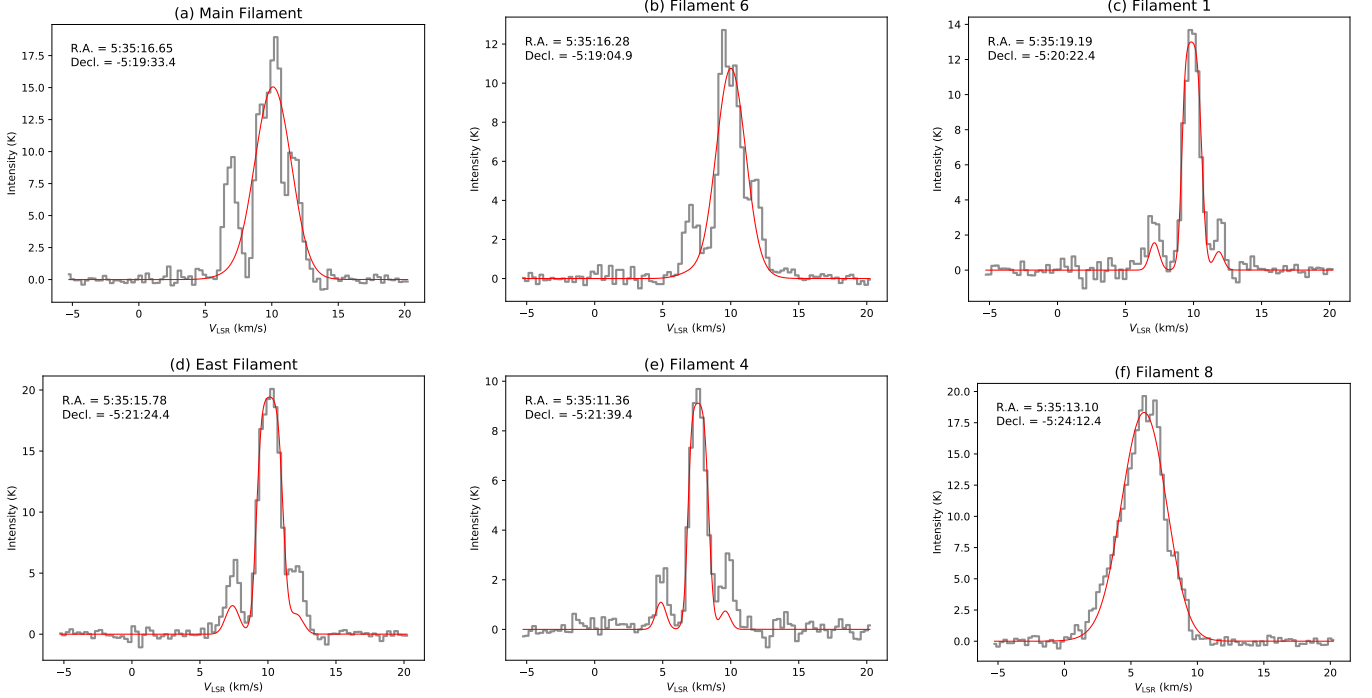 (a) Main Filament
R.A. = 5:35:16.65
Decl. = -5:19:33.4
Intensity (K)
17.5
15.0
12.5
10.0
7.5
5.0
2.5
0.0
−5 0 5 10 15 20
VLSR (km/s)
(b) Filament 6
R.A. = 5:35:16.28
Decl. = -5:19:04.9
Intensity (K)
12
10
8
6
4
2
0
−5 0 5 10 15 20
VLSR (km/s)
(c) Filament 1
R.A. = 5:35:19.19
Decl. = -5:20:22.4
Intensity (K)
14
12
10
8
6
4
2
0
−5 0 5 10 15 20
VLSR (km/s)
(d) East Filament
R.A. = 5:35:15.78
Decl. = -5:21:24.4
Intensity (K)
20
15
10
5
0
−5 0 5 10 15 20
VLSR (km/s)
(e) Filament 4
R.A. = 5:35:11.36
Decl. = -5:21:39.4
Intensity (K)
10
8
6
4
2
0
−5 0 5 10 15 20
VLSR (km/s)
(f) Filament 8
R.A. = 5:35:13.10
Decl. = -5:24:12.4
Intensity (K)
20.0
17.5
15.0
12.5
10.0
7.5
5.0
2.5
0.0
−5 0 5 10 15 20
VLSR (km/s)